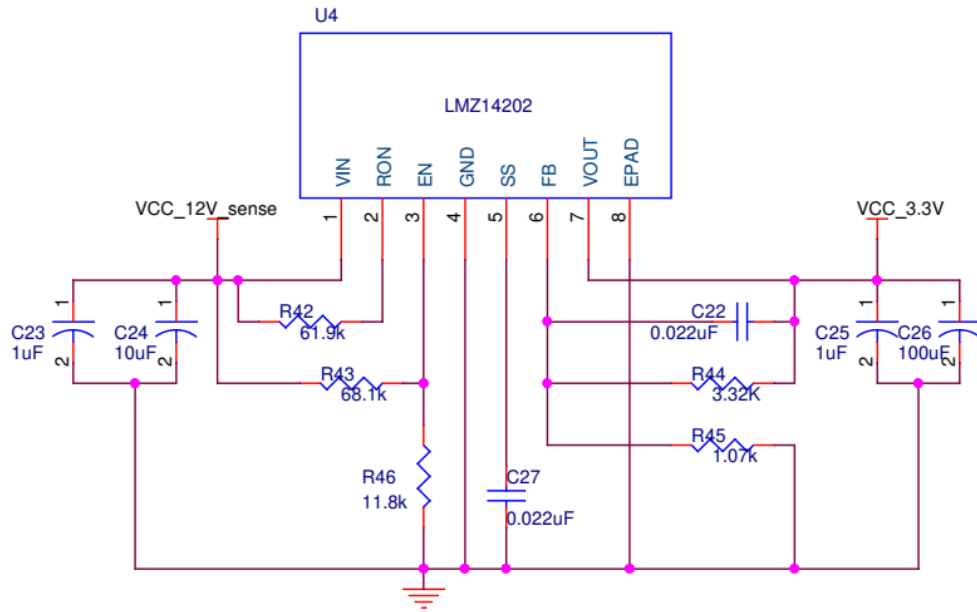 U4
LMZ14202
VIN RON EN GND SS FB VOUT EPAD
1 2 3 4 5 6 7 8
VCC_12V_sense
VCC_3.3V
1 1 1 1
C23
1uF
C24
10uF
2 2
R42
61.9k
R43
68.1k
C22
0.022uF
R44
3.32K
R45
1.07k
C25
1uF
C26
100uF
2 2
R46
11.8k
C27
0.022uF